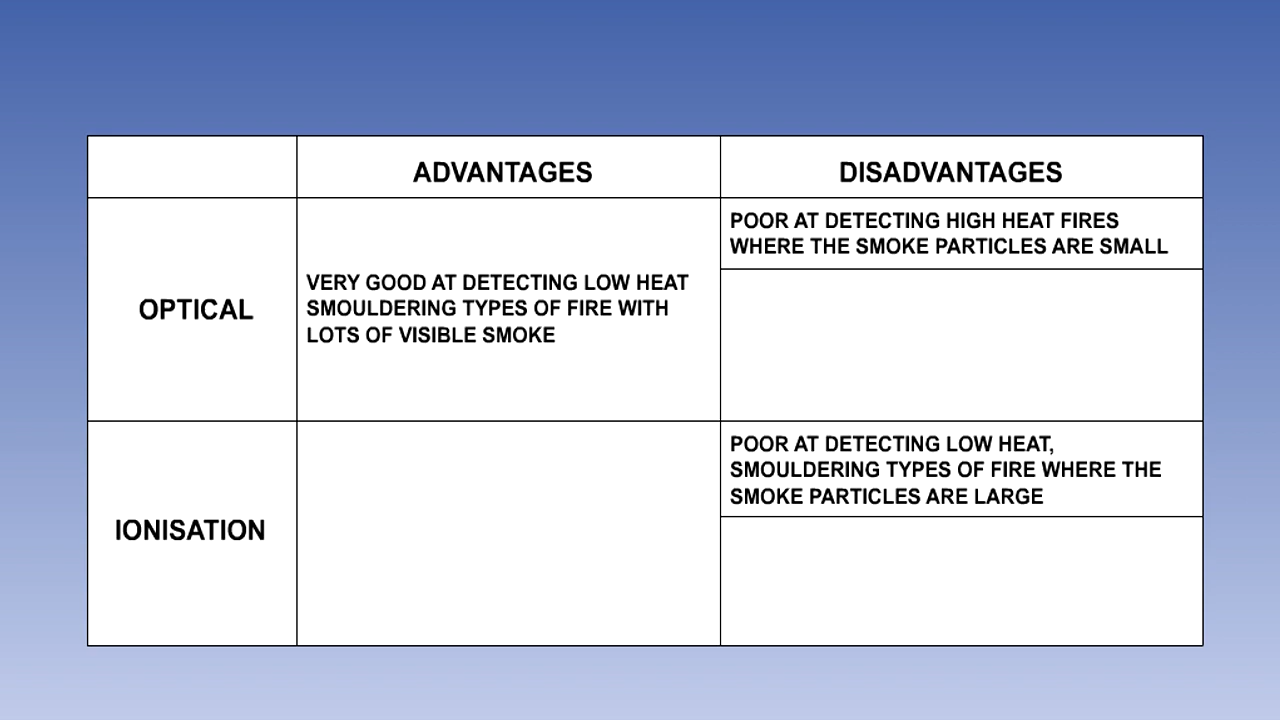 ADVANTAGES
DISADVANTAGES
OPTICAL
VERY GOOD AT DETECTING LOW HEAT
SMOULDERING TYPES OF FIRE WITH
LOTS OF VISIBLE SMOKE
POOR AT DETECTING HIGH HEAT FIRES
WHERE THE SMOKE PARTICLES ARE SMALL
IONISATION
POOR AT DETECTING LOW HEAT,
SMOULDERING TYPES OF FIRE WHERE THE
SMOKE PARTICLES ARE LARGE